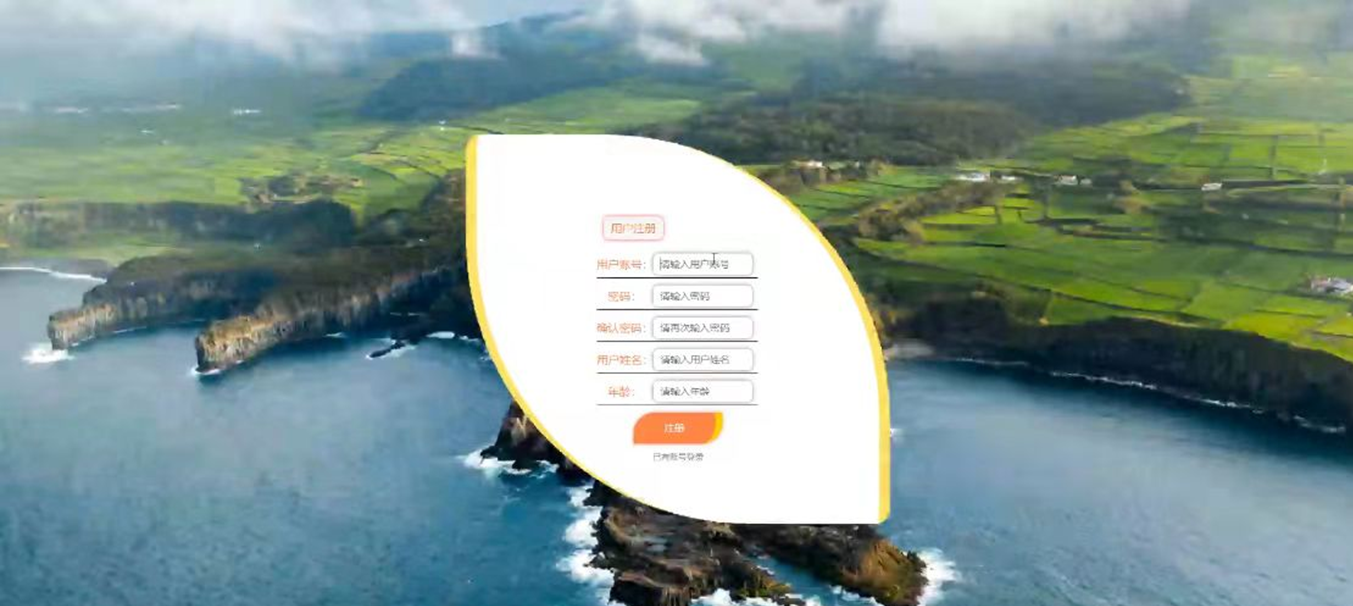 用户注册
用户账号： 请输入用户账号
密码： 请输入密码
确认密码： 请再次输入密码
用户姓名： 请输入用户姓名
年龄： 请输入年龄
注册
已有账号登录